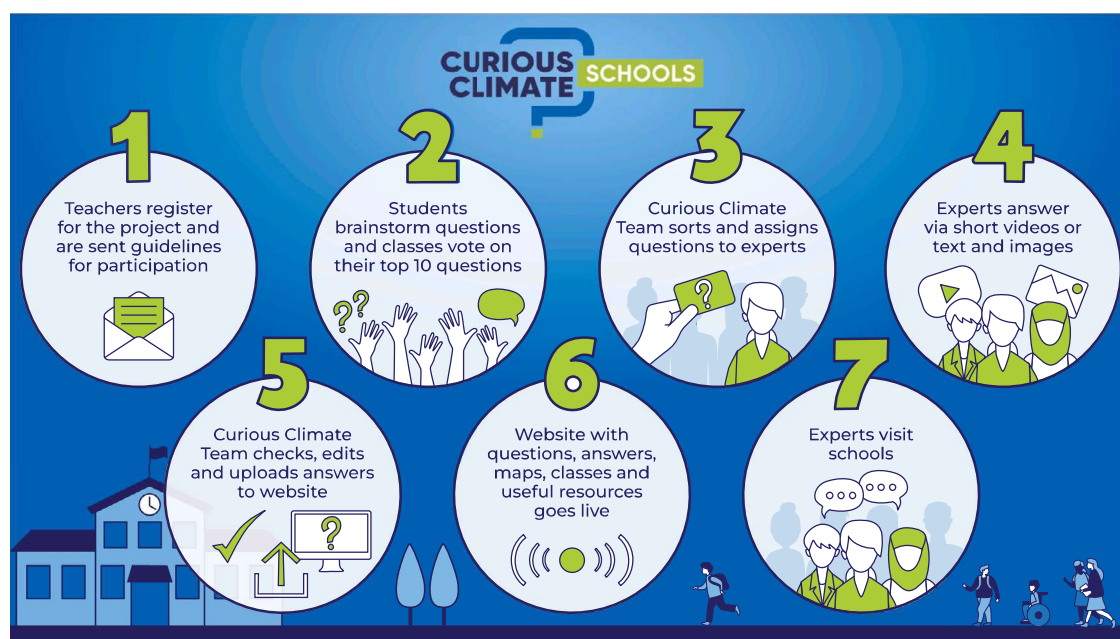 CURIOUS
CLIMATE
SCHOOLS
1
Teachers register
for the project and
are sent guidelines
for participation
2
Students
brainstorm questions
and classes vote on
their top 10 questions
??
3
Curious Climate
Team sorts and assigns
questions to experts
?
4
Experts answer
via short videos or
text and images
5
Curious Climate
Team checks, edits
and uploads answers
to website
?
6
Website with
questions, answers,
maps, classes and
useful resources
goes live
7
Experts visit
schools